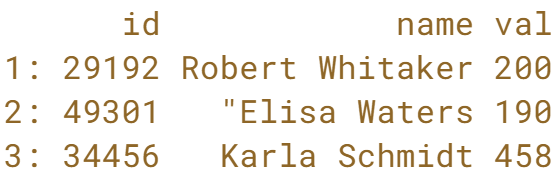 id name val
1: 29192 Robert Whitaker 200
2: 49301 "Elisa Waters 190
3: 34456 Karla Schmidt 458